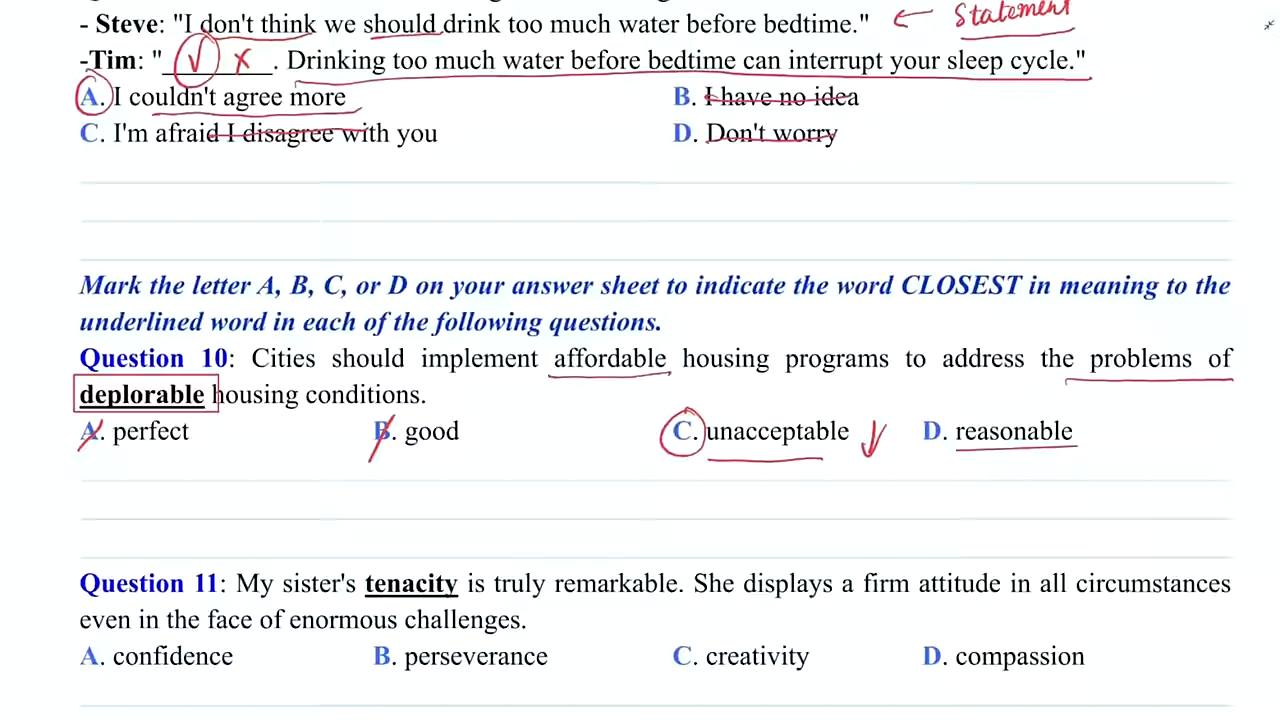 - Steve: "I don't think we should drink too much water before bedtime." ← Statement
-Tim: "________. Drinking too much water before bedtime can interrupt your sleep cycle."
A. I couldn't agree more B. I have no idea
C. I'm afraid I disagree with you D. Don't worry
Mark the letter A, B, C, or D on your answer sheet to indicate the word CLOSEST in meaning to the
underlined word in each of the following questions.
Question 10: Cities should implement affordable housing programs to address the problems of
deplorable housing conditions.
A. perfect B. good C. unacceptable D. reasonable
Question 11: My sister's tenacity is truly remarkable. She displays a firm attitude in all circumstances
even in the face of enormous challenges.
A. confidence B. perseverance C. creativity D. compassion